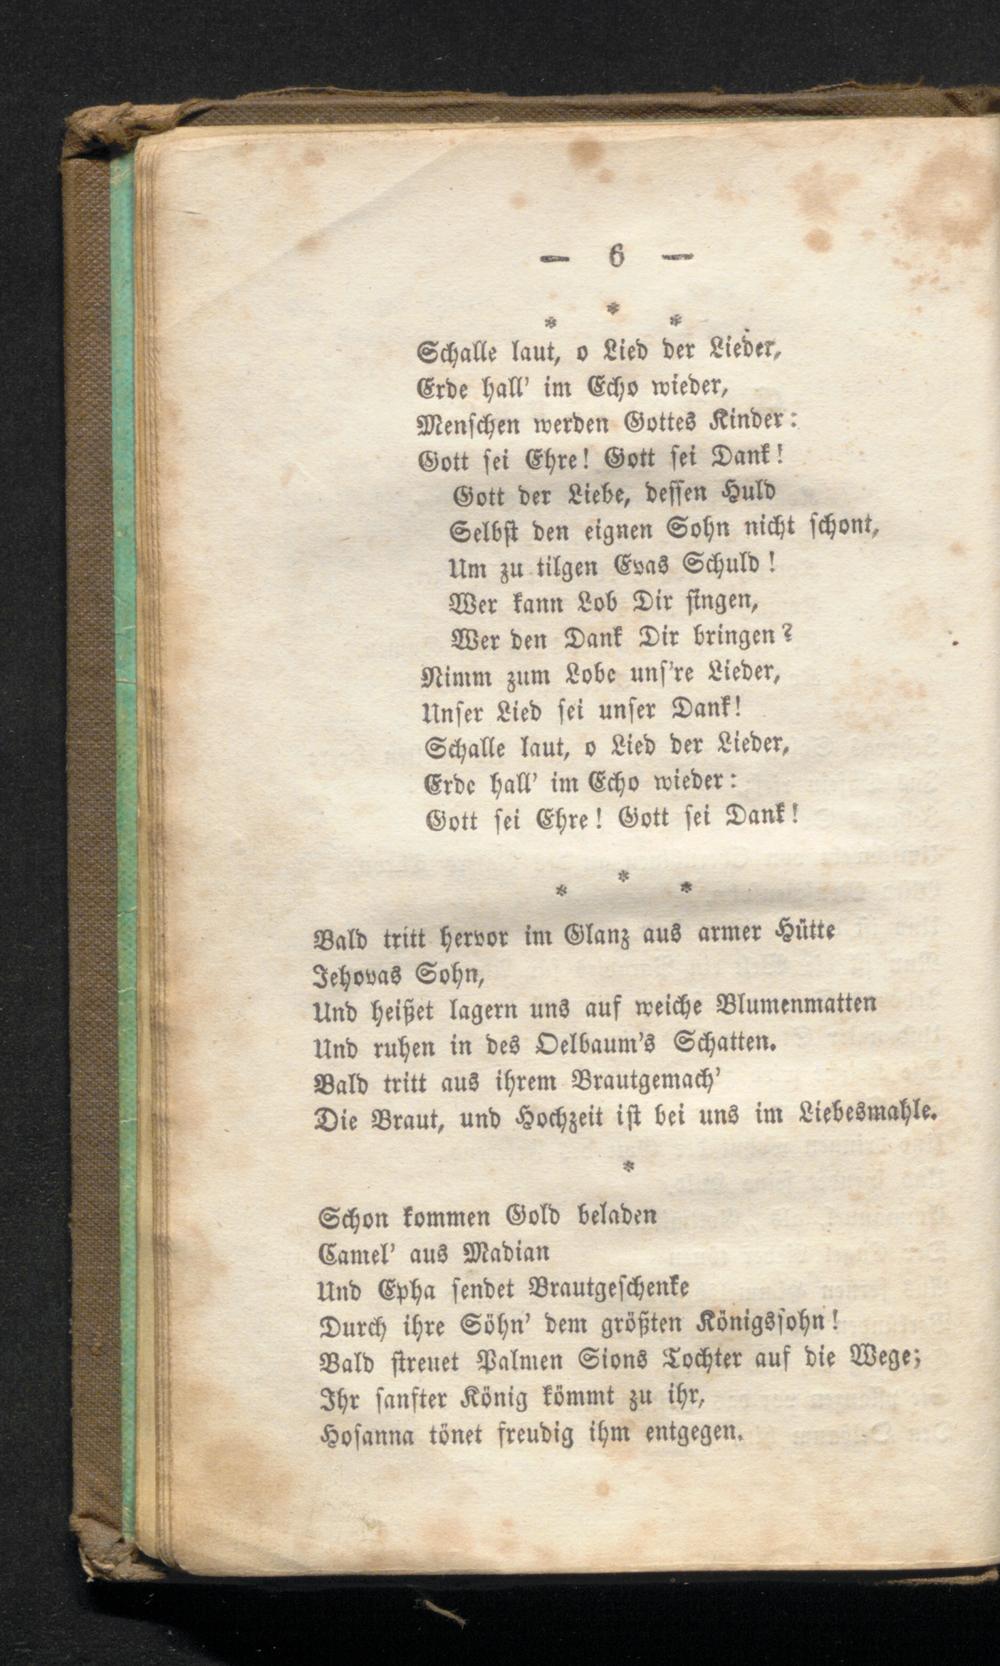 — 6 —
* * *
Schalle laut, o Lied der Lieder,
Erde hall' im Echo wieder,
Menschen werden Gottes Kinder:
Gott sei Ehre! Gott sei Dank!
Gott der Liebe, dessen Huld
Selbst den eignen Sohn nicht schont,
Um zu tilgen Evas Schuld!
Wer kann Lob Dir singen,
Wer den Dank Dir bringen?
Nimm zum Lobe uns're Lieder,
Unser Lied sei unser Dank!
Schalle laut, o Lied der Lieder,
Erde hall' im Echo wieder:
Gott sei Ehre! Gott sei Dank!
* * *
Bald tritt hervor im Glanz aus armer Hütte
Jehovas Sohn,
Und heißet lagern uns auf weiche Blumenmatten
Und ruhen in des Oelbaum's Schatten.
Bald tritt aus ihrem Brautgemach'
Die Braut, und Hochzeit ist bei uns im Liebesmahle.
*
Schon kommen Gold beladen
Camel' aus Madian
Und Epha sendet Brautgeschenke
Durch ihre Söhn' dem größten Königssohn!
Bald streuet Palmen Sions Tochter auf die Wege;
Ihr sanfter König kömmt zu ihr,
Hosanna tönet freudig ihm entgegen.